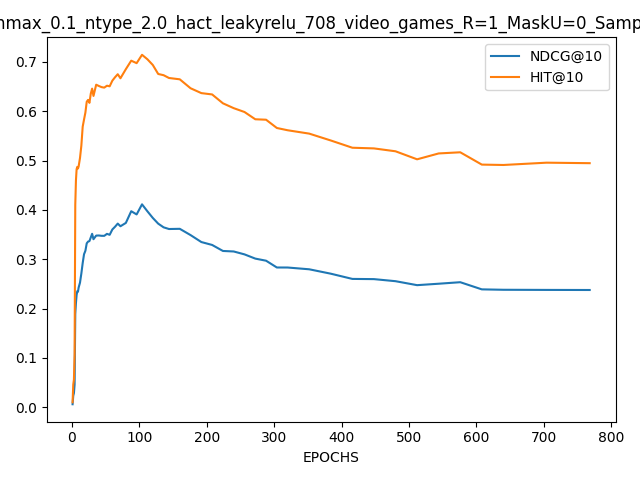 nmax_0.1_ntype_2.0_hact_leakyrelu_708_video_games_R=1_MaskU=0_Samp
NDCG@10
HIT@10
0.7
0.6
0.5
0.4
0.3
0.2
0.1
0.0
0 100 200 300 400 500 600 700 800
EPOCHS